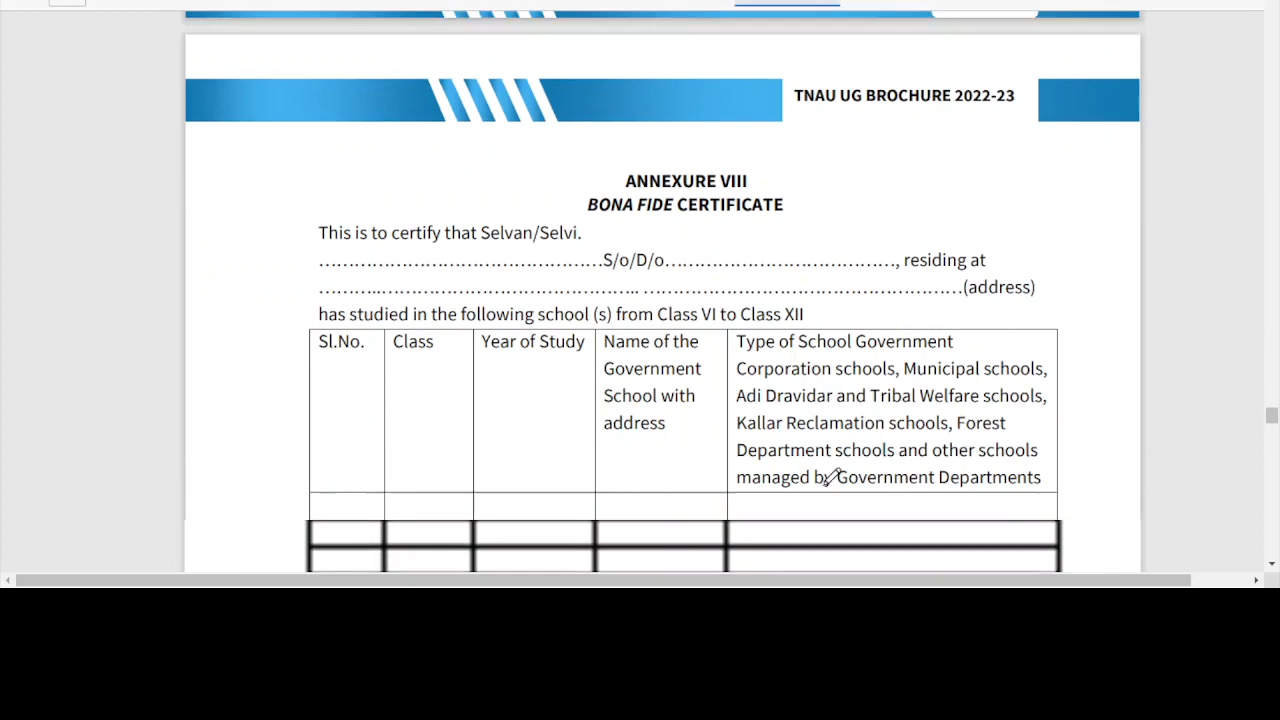 TNAU UG BROCHURE 2022-23
ANNEXURE VIII
BONA FIDE CERTIFICATE
This is to certify that Selvan/Selvi.
…………………………………………S/o/D/o…………………………………, residing at
………..…………………………………….. ………………………………………………(address)
has studied in the following school (s) from Class VI to Class XII
Sl.No.
Class
Year of Study
Name of the
Government
School with
address
Type of School Government
Corporation schools, Municipal schools,
Adi Dravidar and Tribal Welfare schools,
Kallar Reclamation schools, Forest
Department schools and other schools
managed by Government Departments